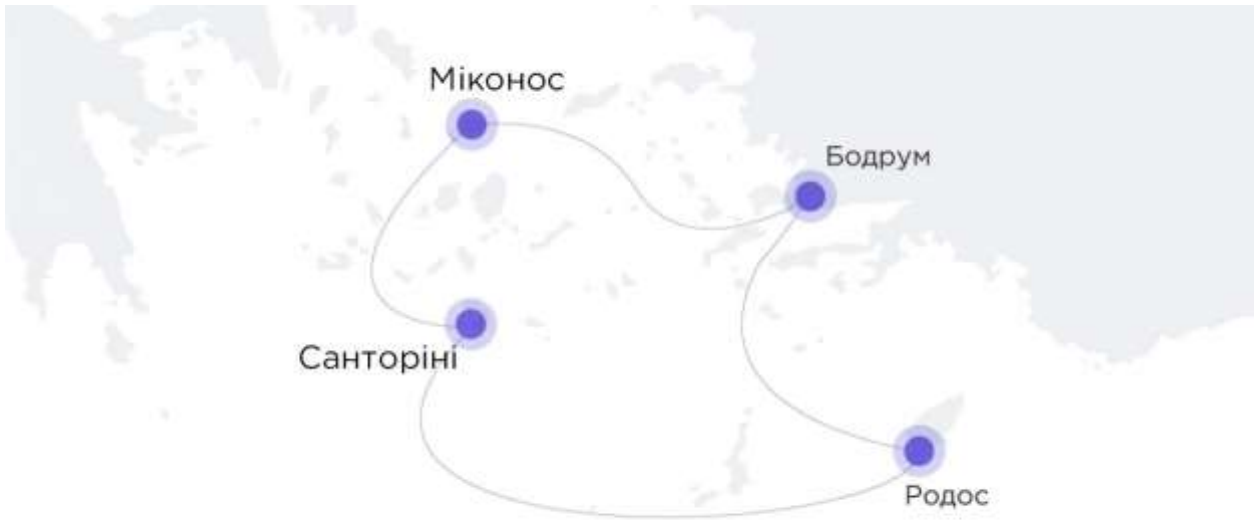 Міконос
Бодрум
Санторіні
Родос